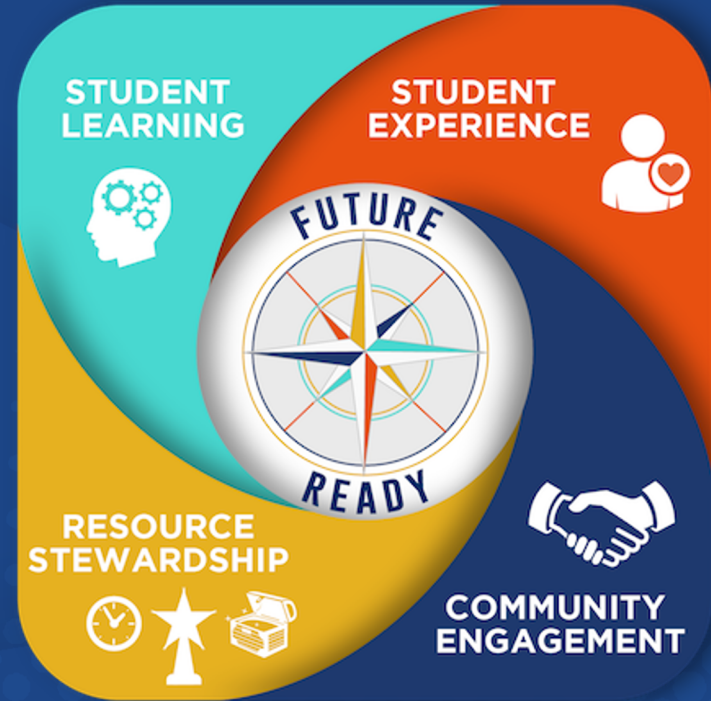 STUDENT
LEARNING
STUDENT
EXPERIENCE
FUTURE
READY
RESOURCE
STEWARDSHIP
COMMUNITY
ENGAGEMENT